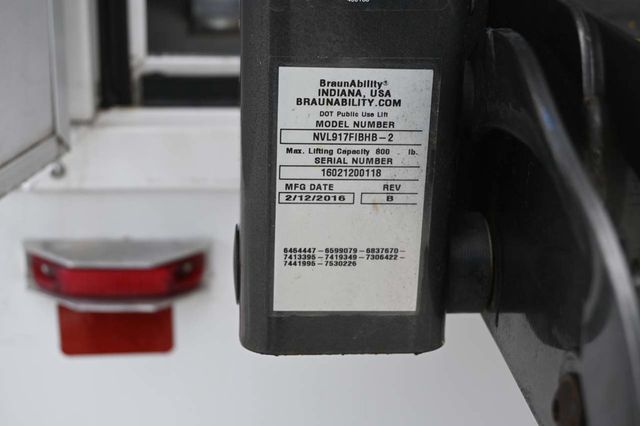 BraunAbility®
INDIANA, USA
BRAUNABILITY.COM
DOT Public Use Lift
MODEL NUMBER
NVL917FIBHB-2
Max. Lifting Capacity 800 lb.
SERIAL NUMBER
16021200118
MFG DATE REV
2/12/2016 B
6464447-6599079-6837670-
7413395-7419349-7306422-
7441995-7530226